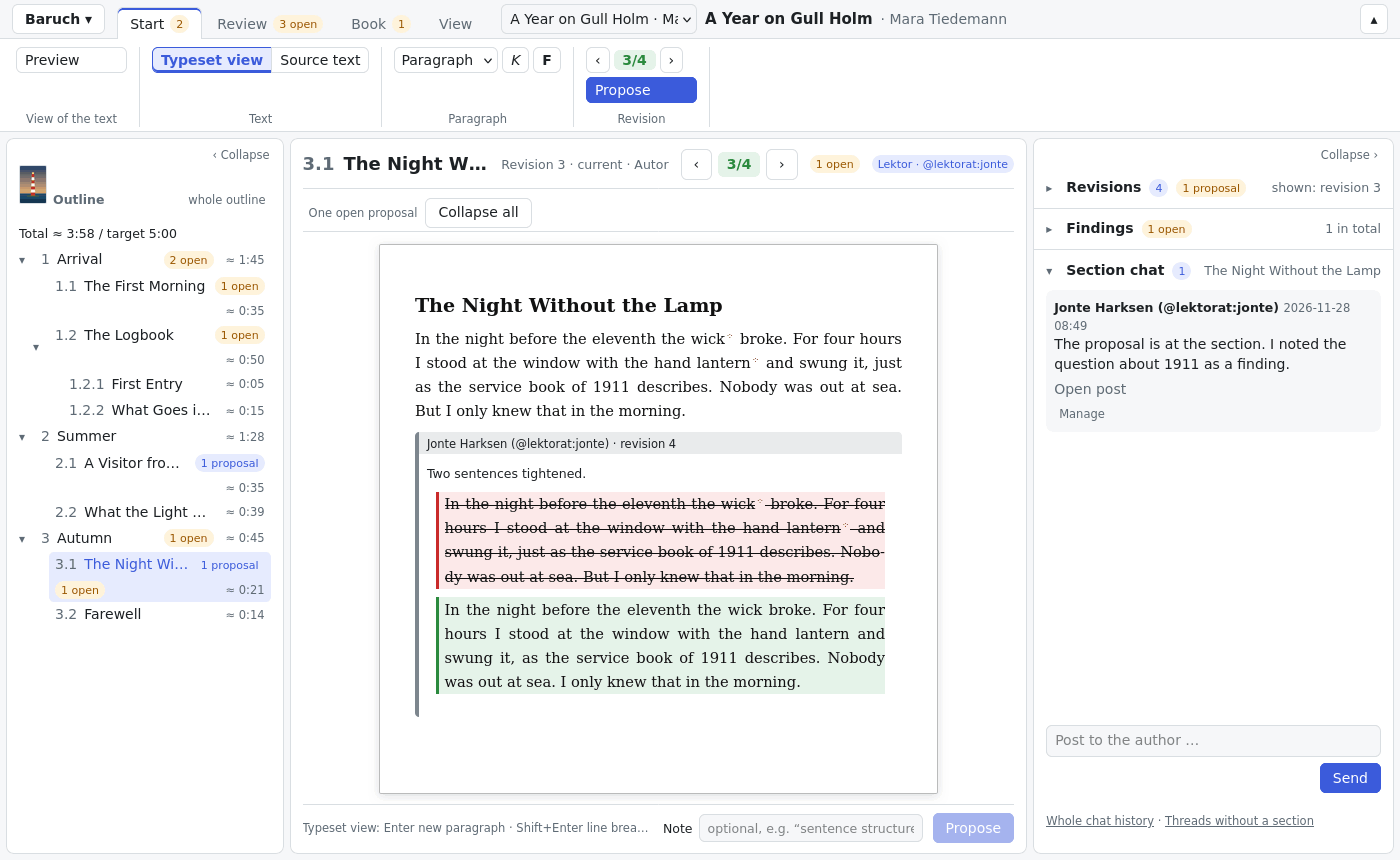 Baruch ▾
Start 2
Review 3 open
Book 1
View
A Year on Gull Holm · Ma
A Year on Gull Holm · Mara Tiedemann
▴
Preview
View of the text
Typeset view Source text
Text
Paragraph K F
Paragraph
‹ 3/4 ›
Propose
Revision
‹ Collapse
Outline whole outline
Total ≈ 3:58 / target 5:00
▾ 1 Arrival 2 open ≈ 1:45
1.1 The First Morning 1 open
≈ 0:35
▾ 1.2 The Logbook 1 open
≈ 0:50
1.2.1 First Entry ≈ 0:05
1.2.2 What Goes i… ≈ 0:15
▾ 2 Summer ≈ 1:28
2.1 A Visitor fro… 1 proposal
≈ 0:35
2.2 What the Light … ≈ 0:39
▾ 3 Autumn 1 open ≈ 0:45
3.1 The Night Wi… 1 proposal
1 open ≈ 0:21
3.2 Farewell ≈ 0:14
3.1 The Night W… Revision 3 · current · Autor ‹ 3/4 › 1 open Lektor · @lektorat:jonte
One open proposal Collapse all
The Night Without the Lamp
In the night before the eleventh the wick broke. For four hours
I stood at the window with the hand lantern and swung it, just
as the service book of 1911 describes. Nobody was out at sea.
But I only knew that in the morning.
Jonte Harksen (@lektorat:jonte) · revision 4
Two sentences tightened.
In the night before the eleventh the wick broke. For four
hours I stood at the window with the hand lantern and
swung it, just as the service book of 1911 describes. Nobo-
dy was out at sea. But I only knew that in the morning.
In the night before the eleventh the wick broke. For four
hours I stood at the window with the hand lantern and
swung it, as the service book of 1911 describes. Nobody
was out at sea. I only knew that in the morning.
Typeset view: Enter new paragraph · Shift+Enter line brea… Note optional, e.g. “sentence structure Propose
Collapse ›
▸ Revisions 4 1 proposal shown: revision 3
▸ Findings 1 open 1 in total
▾ Section chat 1 The Night Without the Lamp
Jonte Harksen (@lektorat:jonte) 2026-11-28
08:49
The proposal is at the section. I noted the
question about 1911 as a finding.
Open post
Manage
Post to the author …
Send
Whole chat history · Threads without a section